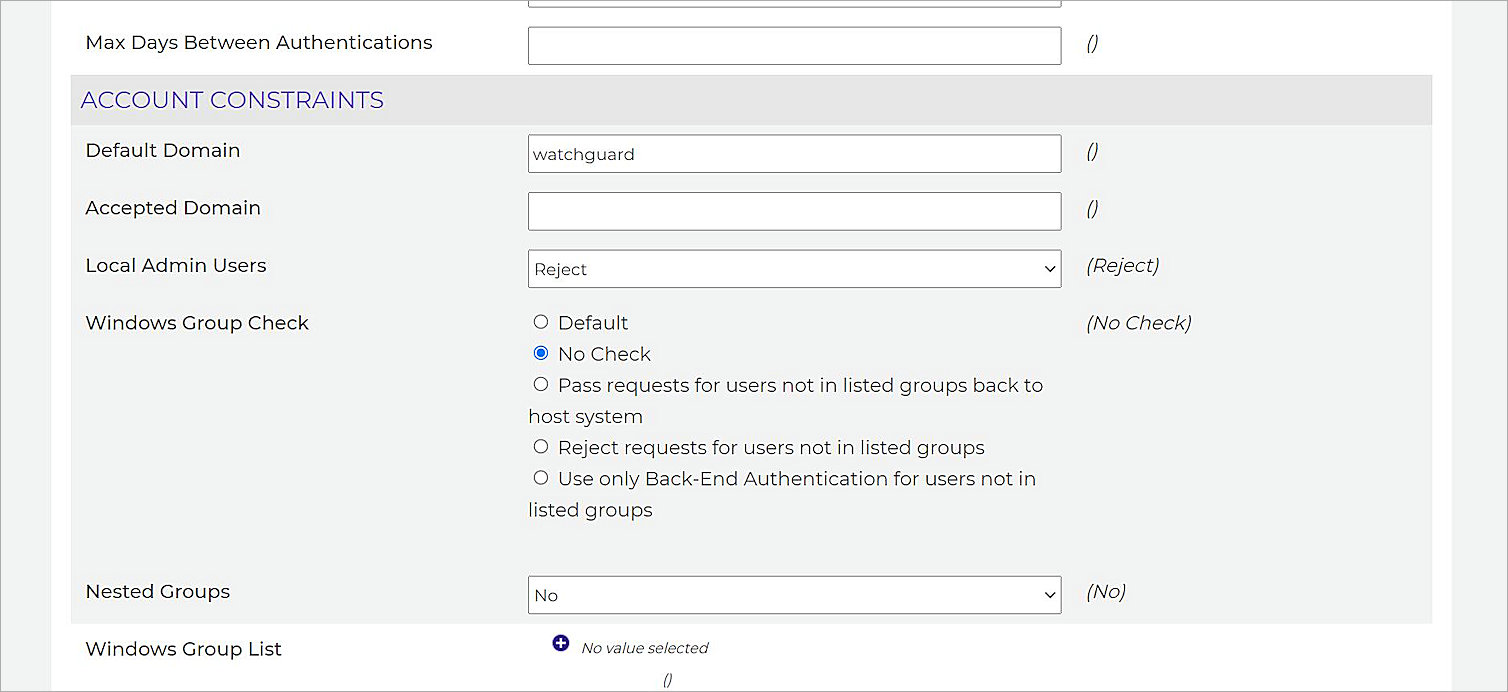 Max Days Between Authentications ()
ACCOUNT CONSTRAINTS
Default Domain watchguard ()
Accepted Domain ()
Local Admin Users Reject (Reject)
Windows Group Check Default (No Check)
No Check
Pass requests for users not in listed groups back to
host system
Reject requests for users not in listed groups
Use only Back-End Authentication for users not in
listed groups
Nested Groups No (No)
Windows Group List No value selected
()